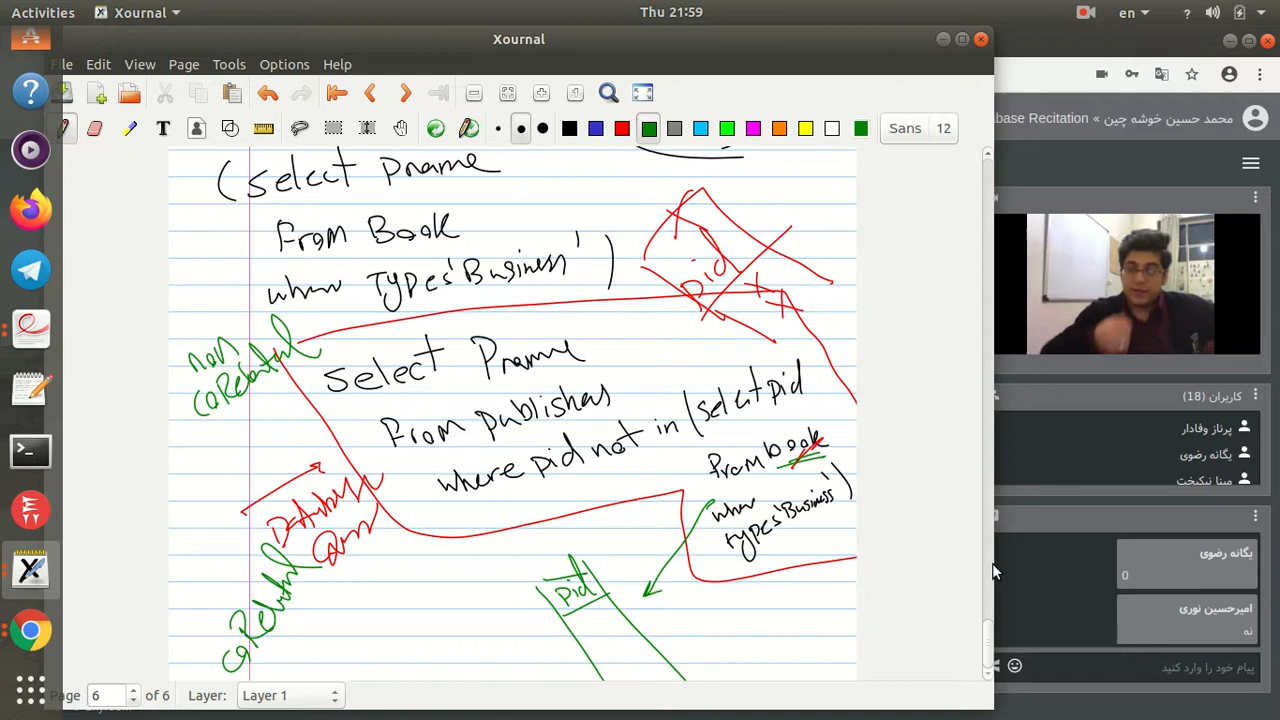 Activities
Xournal
Thu 21:59
en
Xournal
File Edit View Page Tools Options Help
Sans 12
(select Pname
From Book
where Type='Business')
Pid
Select Pname
From publishers
where pid not in (select pid
From book
where
type='Business')
non
Pid
Page 6 of 6 Layer: Layer 1
محمد حسین خوشه چین » abase Recitation
کاربران (18)
پرناز وفادار
یگانه رضوی
مینا نیکبخت
یگانه رضوی
0
امیرحسین نوری
نه
پیام خود را وارد کنید